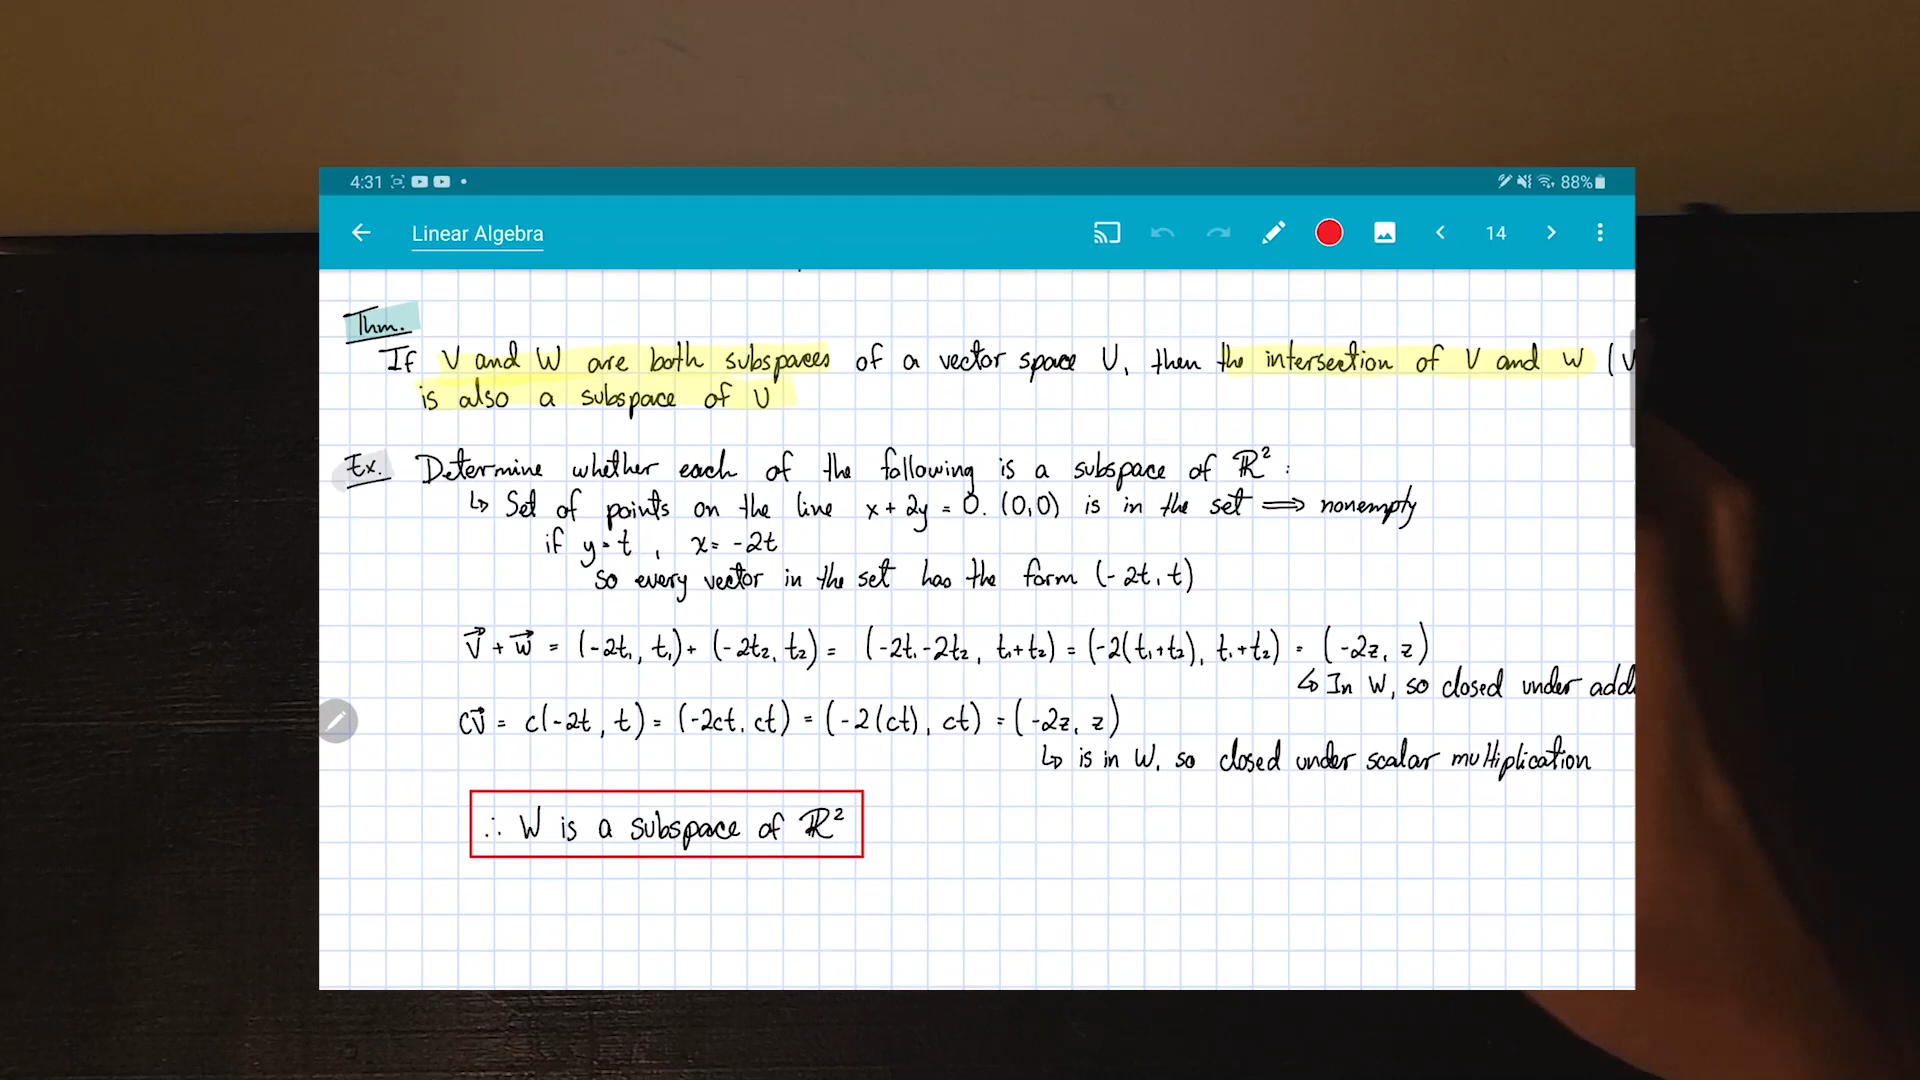 4:31 88%
Linear Algebra 14
Thm.
If V and W are both subspaces of a vector space U, then the intersection of V and W (V
is also a subspace of U
Ex. Determine whether each of the following is a subspace of ℝ² :
↳ Set of points on the line x + 2y = 0. (0,0) is in the set ⟹ nonempty
if y = t , x = -2t
so every vector in the set has the form (-2t, t)
v⃗ + w⃗ = (-2t₁, t₁) + (-2t₂, t₂) = (-2t₁ - 2t₂, t₁ + t₂) = (-2(t₁+t₂), t₁+t₂) = (-2z, z)
↳ In W, so closed under add
cv⃗ = c(-2t, t) = (-2ct, ct) = (-2(ct), ct) = (-2z, z)
↳ is in W, so closed under scalar multiplication
∴ W is a subspace of ℝ²